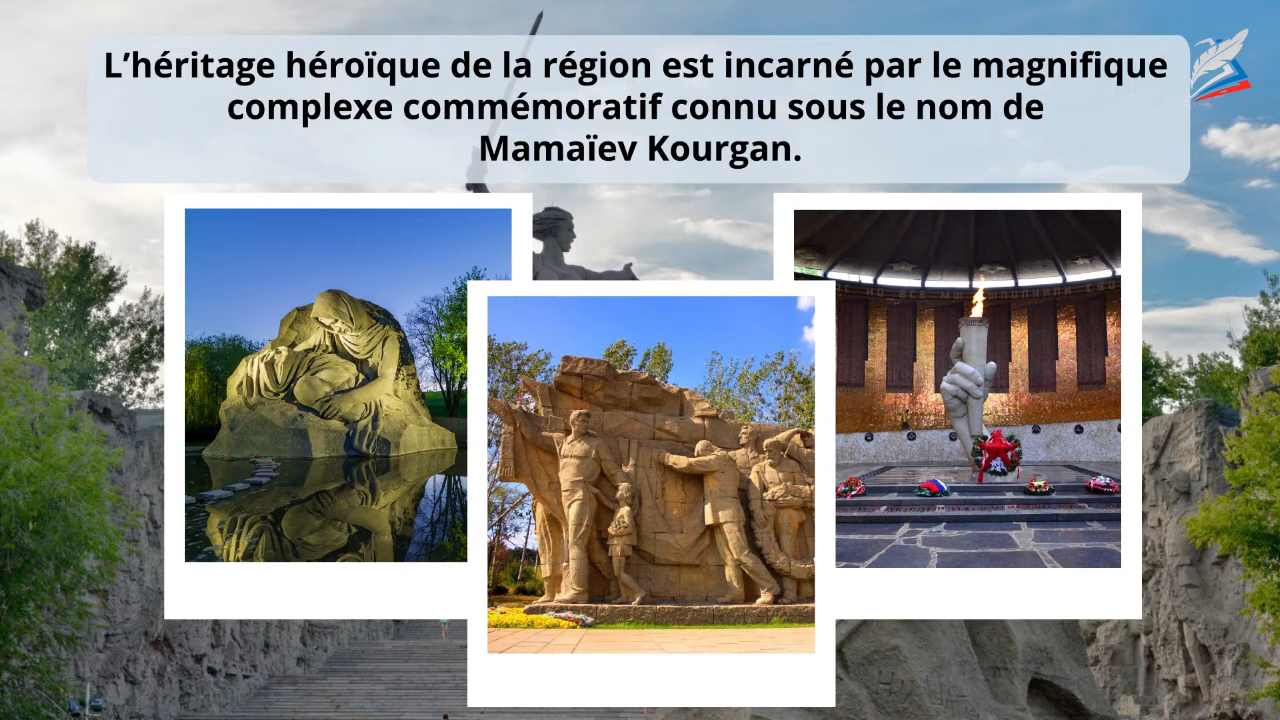 L’héritage héroïque de la région est incarné par le magnifique
complexe commémoratif connu sous le nom de
Mamaïev Kourgan.